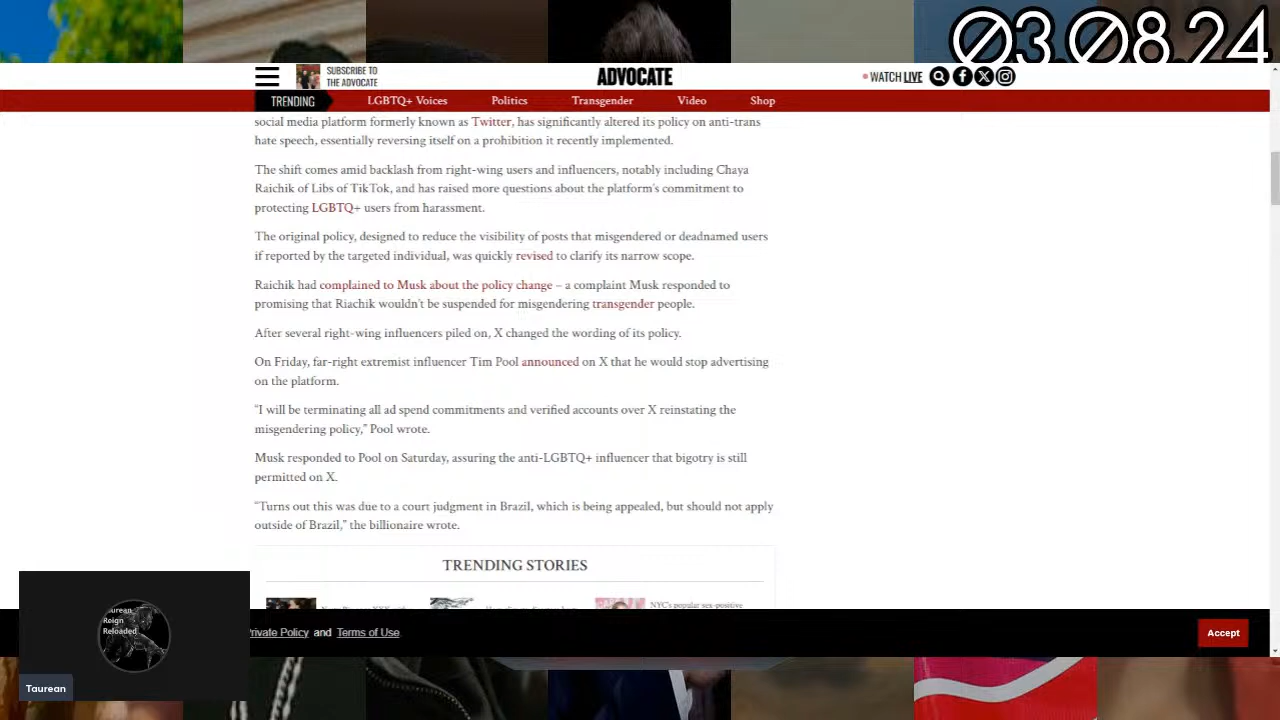 03.08.24
SUBSCRIBE TO
THE ADVOCATE
ADVOCATE
WATCH LIVE
TRENDING
LGBTQ+ Voices
Politics
Transgender
Video
Shop
social media platform formerly known as Twitter, has significantly altered its policy on anti-trans
hate speech, essentially reversing itself on a prohibition it recently implemented.
The shift comes amid backlash from right-wing users and influencers, notably including Chaya
Raichik of Libs of TikTok, and has raised more questions about the platform's commitment to
protecting LGBTQ+ users from harassment.
The original policy, designed to reduce the visibility of posts that misgendered or deadnamed users
if reported by the targeted individual, was quickly revised to clarify its narrow scope.
Raichik had complained to Musk about the policy change – a complaint Musk responded to
promising that Riachik wouldn't be suspended for misgendering transgender people.
After several right-wing influencers piled on, X changed the wording of its policy.
On Friday, far-right extremist influencer Tim Pool announced on X that he would stop advertising
on the platform.
“I will be terminating all ad spend commitments and verified accounts over X reinstating the
misgendering policy,” Pool wrote.
Musk responded to Pool on Saturday, assuring the anti-LGBTQ+ influencer that bigotry is still
permitted on X.
“Turns out this was due to a court judgment in Brazil, which is being appealed, but should not apply
outside of Brazil,” the billionaire wrote.
TRENDING STORIES
NYC's popular sex-positive
Private Policy and Terms of Use.
Accept
Taurean
Reign
Reloaded
Taurean